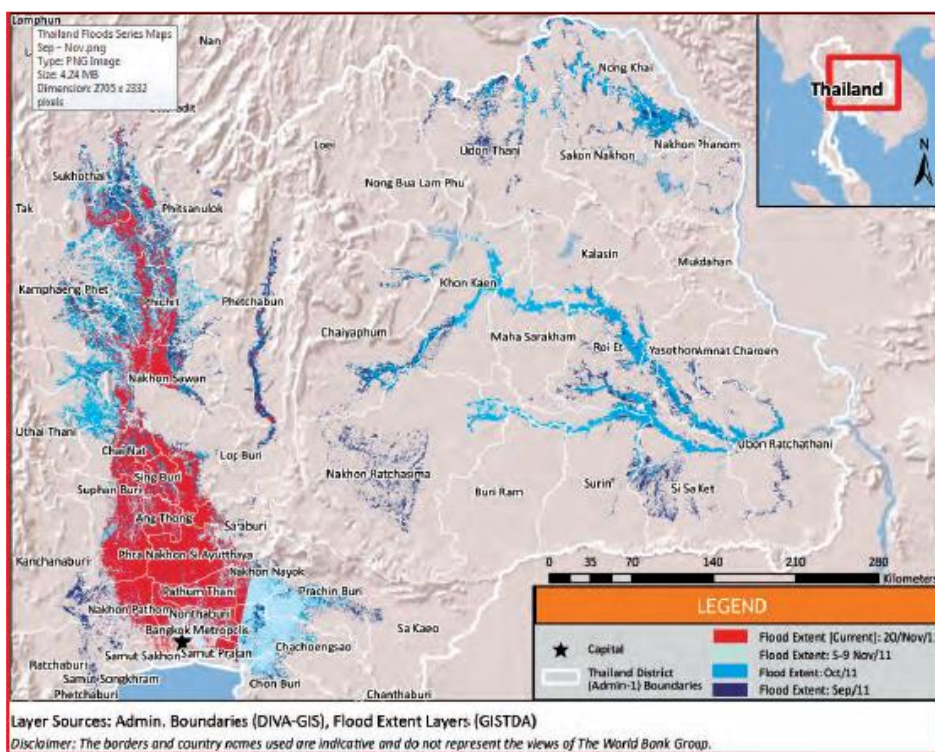 Lamphun
Thailand Floods Series Maps
Sep - Nov.png
Type: PNG Image
Size: 4.24 MB
Dimension: 2705 x 2332
pixels
Nan
Loei
Nong Khai
Udon Thani
Sakon Nakhon
Nakhon Phanom
Thailand
N
Nong Bua Lam Phu
Sukhothai
Tak
Phitsanulok
Kalasin
Mukdahan
Kamphaeng Phet
Phichit
Phetchabun
Khon Kaen
Chaiyaphum
Maha Sarakham
Roi Et
Yasothon
Amnat Charoen
Nakhon Sawan
Uthai Thani
Chai Nat
Lop Buri
Ubon Ratchathani
Sing Buri
Suphan Buri
Nakhon Ratchasima
Buri Ram
Surin
Si Sa Ket
Ang Thong
Saraburi
Kanchanaburi
Phra Nakhon Si Ayutthaya
Nakhon Nayok
Pathum Thani
Prachin Buri
Nakhon Pathom
Nonthaburi
Bangkok Metropolis
Sa Kaeo
Samut Sakhon
Samut Prakan
Chachoengsao
Ratchaburi
Samut Songkhram
Chon Buri
Phetchaburi
Chanthaburi
0 35 70 140 210 280
Kilometers
LEGEND
Capital
Thailand District
(Admin-1) Boundaries
Flood Extent [Current]: 20/Nov/11
Flood Extent: 5-9 Nov/11
Flood Extent: Oct/11
Flood Extent: Sep/11
Layer Sources: Admin. Boundaries (DIVA-GIS), Flood Extent Layers (GISTDA)
Disclaimer: The borders and country names used are indicative and do not represent the views of The World Bank Group.